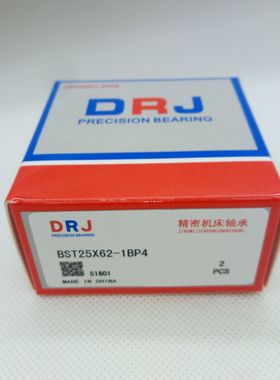 DRJ
PRECISION BEARING
DRJ 精密机床轴承
PRECISION BEARING JINGMIJICHUANGZHOUCHENG
BST25X62-1BP4
S1601
2
PCS
MADE IN CHINA